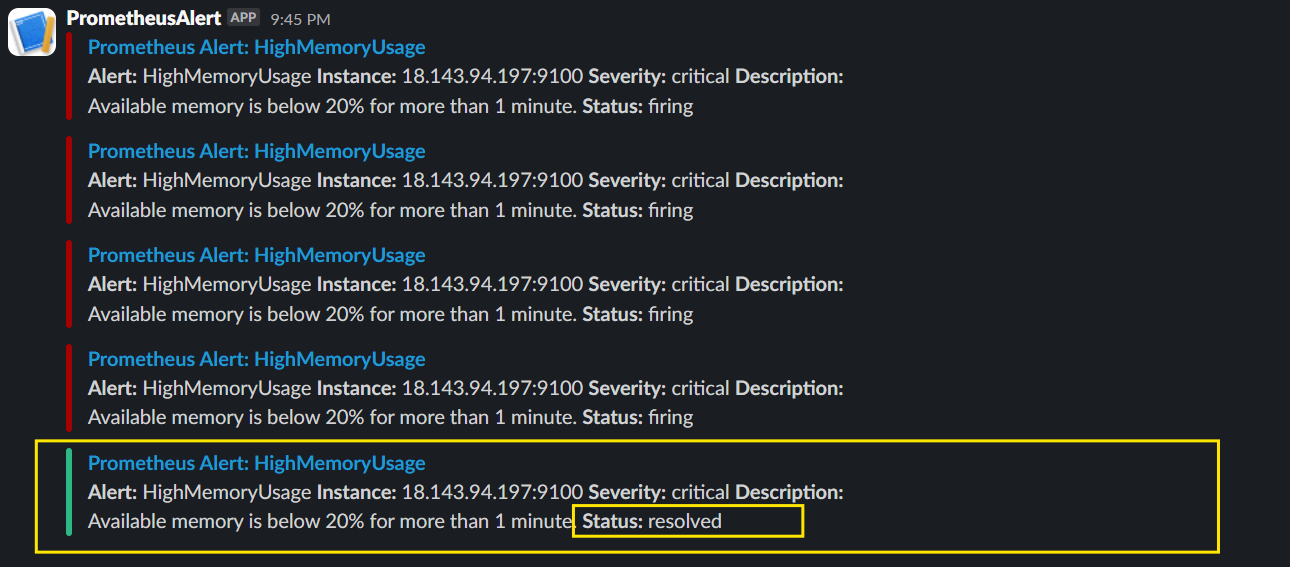 PrometheusAlert APP 9:45 PM
Prometheus Alert: HighMemoryUsage
Alert: HighMemoryUsage Instance: 18.143.94.197:9100 Severity: critical Description:
Available memory is below 20% for more than 1 minute. Status: firing
Prometheus Alert: HighMemoryUsage
Alert: HighMemoryUsage Instance: 18.143.94.197:9100 Severity: critical Description:
Available memory is below 20% for more than 1 minute. Status: firing
Prometheus Alert: HighMemoryUsage
Alert: HighMemoryUsage Instance: 18.143.94.197:9100 Severity: critical Description:
Available memory is below 20% for more than 1 minute. Status: firing
Prometheus Alert: HighMemoryUsage
Alert: HighMemoryUsage Instance: 18.143.94.197:9100 Severity: critical Description:
Available memory is below 20% for more than 1 minute. Status: firing
Prometheus Alert: HighMemoryUsage
Alert: HighMemoryUsage Instance: 18.143.94.197:9100 Severity: critical Description:
Available memory is below 20% for more than 1 minute. Status: resolved